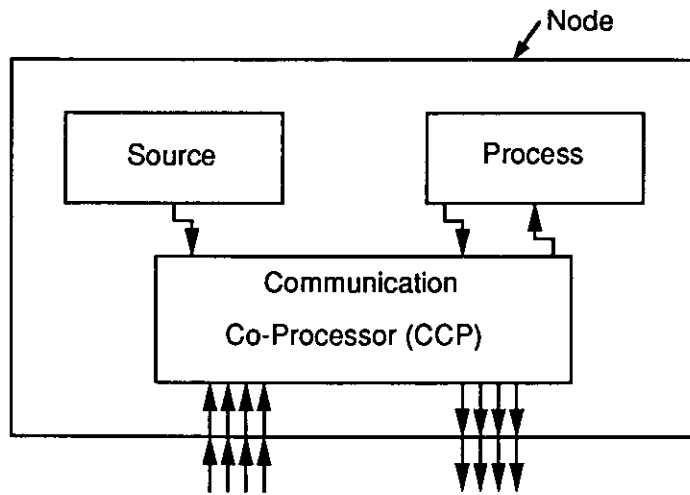 Node
Source
Process
Communication
Co-Processor (CCP)